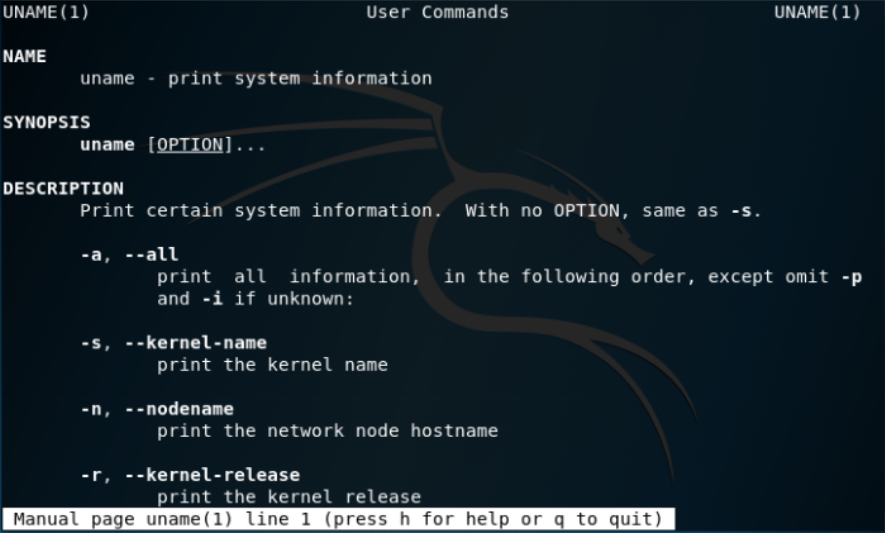 UNAME(1) User Commands UNAME(1)
NAME
uname - print system information
SYNOPSIS
uname [OPTION]...
DESCRIPTION
Print certain system information.  With no OPTION, same as -s.
-a, --all
print  all  information,  in the following order, except omit -p
and -i if unknown:
-s, --kernel-name
print the kernel name
-n, --nodename
print the network node hostname
-r, --kernel-release
print the kernel release
Manual page uname(1) line 1 (press h for help or q to quit)